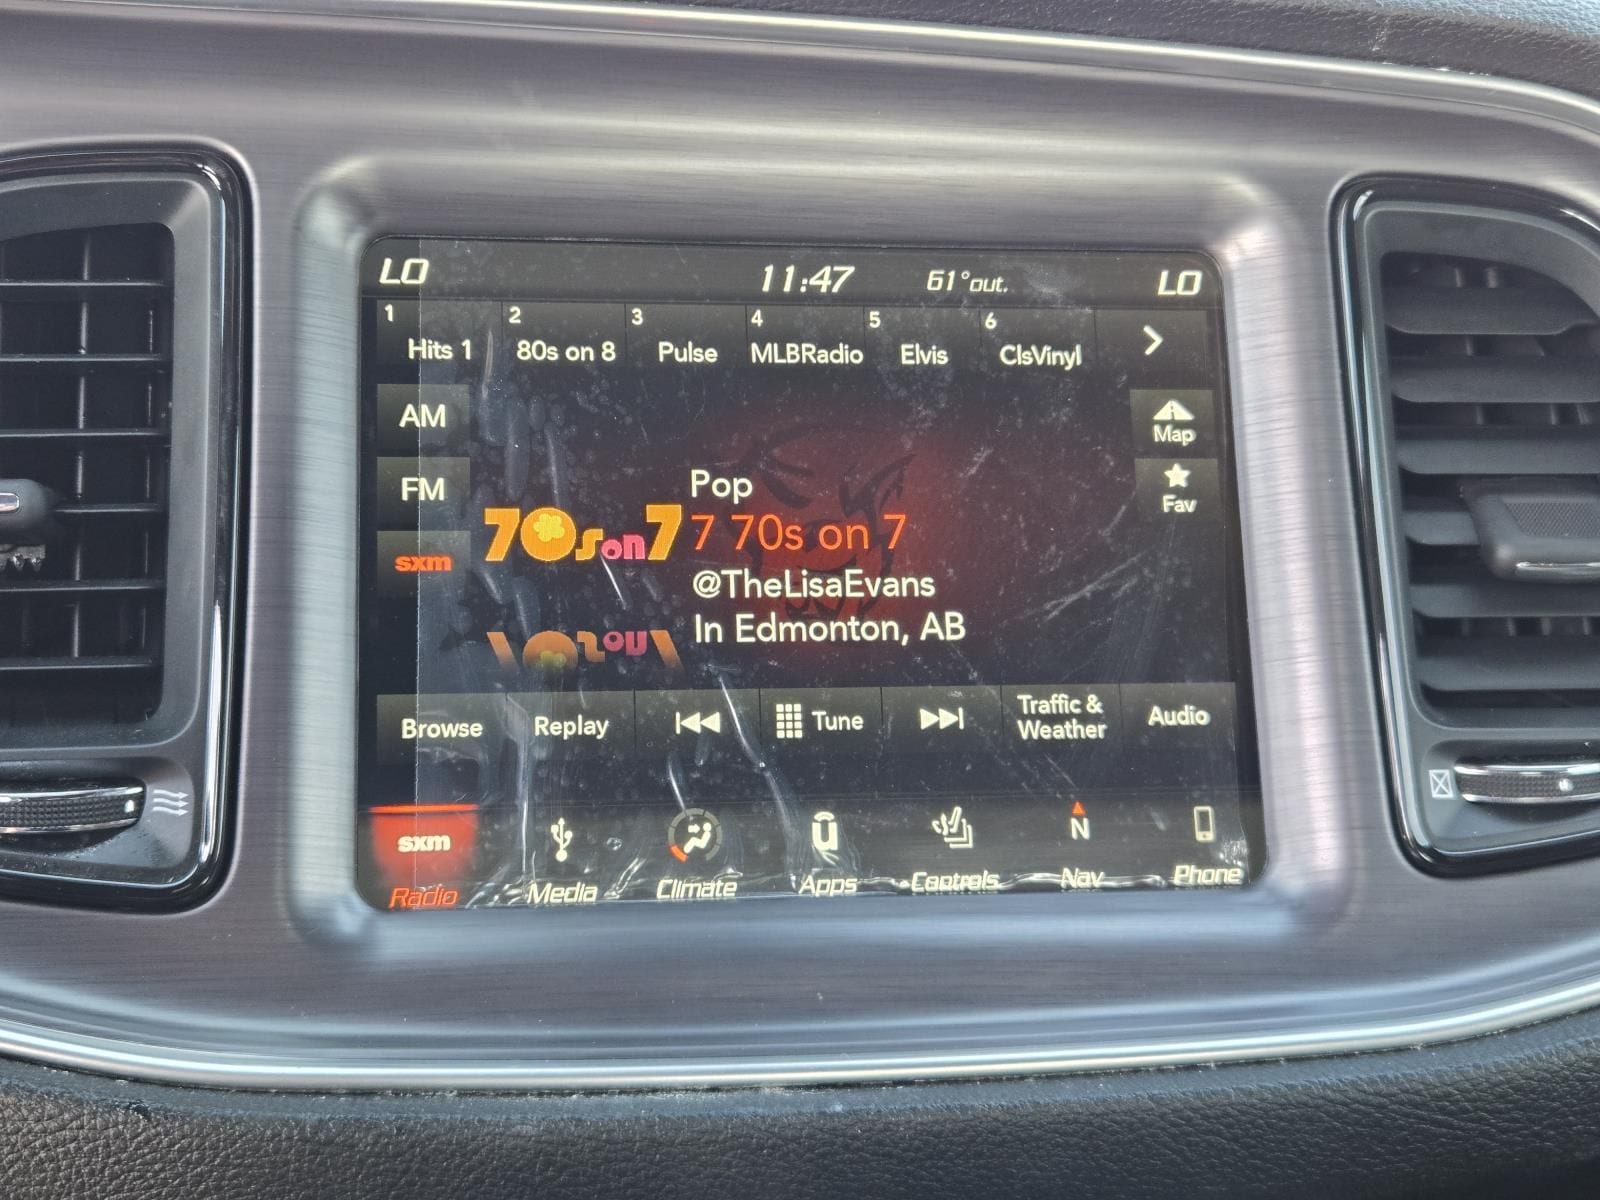 LO 11:47 61°out. LO
1 2 3 4 5 6
Hits 1 80s on 8 Pulse MLBRadio Elvis ClsVinyl
AM
Map
FM
Fav
sxm
70s on 7
Pop
7 70s on 7
@TheLisaEvans
In Edmonton, AB
Browse Replay Tune Traffic & Weather Audio
sxm N
Radio Media Climate Apps Controls Nav Phone